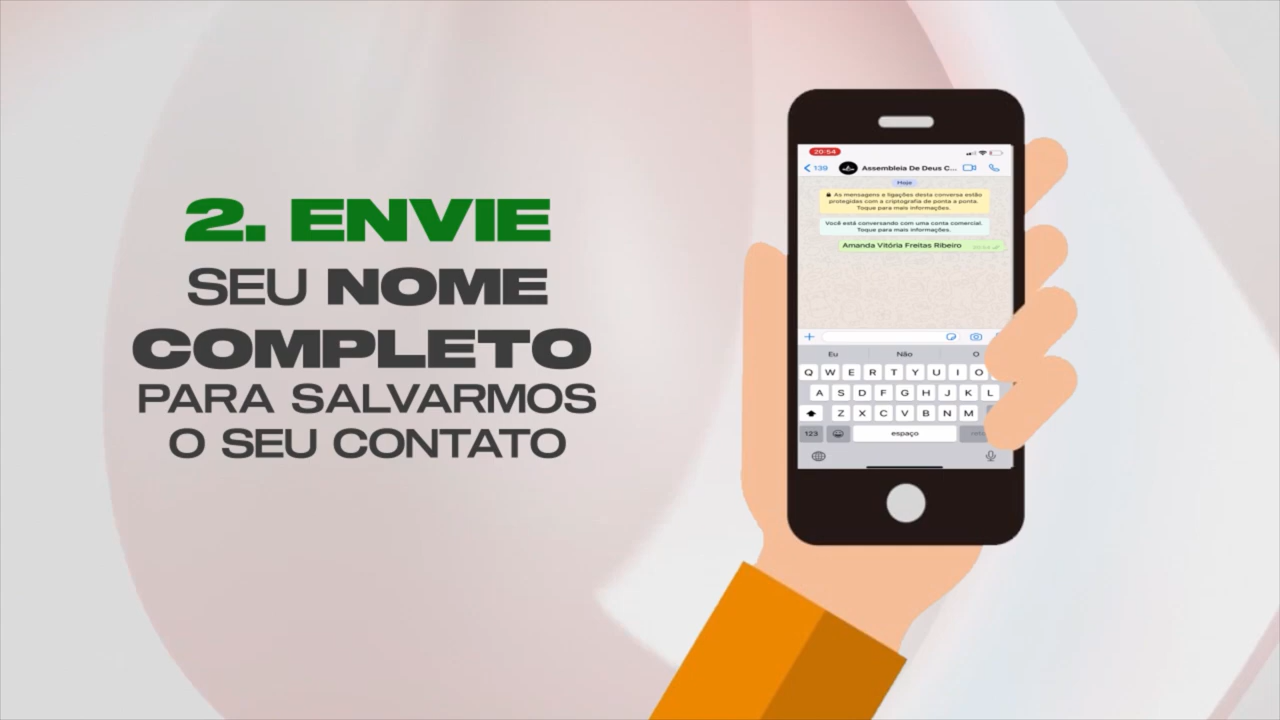 2. ENVIE
SEU NOME
COMPLETO
PARA SALVARMOS
O SEU CONTATO
20:54
139
Assembleia De Deus C...
Hoje
As mensagens e ligações desta conversa estão
protegidas com a criptografia de ponta a ponta.
Toque para mais informações.
Você está conversando com uma conta comercial.
Toque para mais informações.
Amanda Vitória Freitas Ribeiro 20:54
Eu Não O
Q W E R T Y U I O
A S D F G H J K L
Z X C V B N M
123 espaço